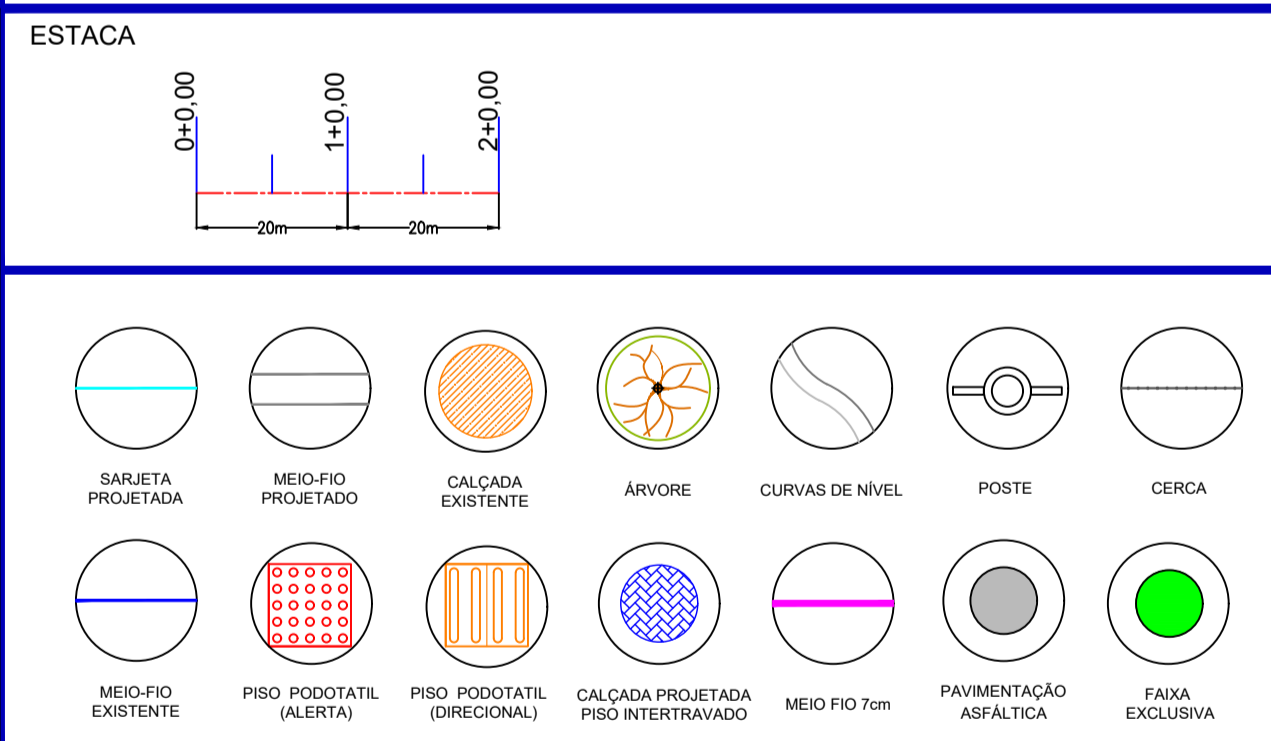 ESTACA
0+0,00
1+0,00
2+0,00
20m
20m
SARJETA
PROJETADA
MEIO-FIO
PROJETADO
CALÇADA
EXISTENTE
ÁRVORE
CURVAS DE NÍVEL
POSTE
CERCA
MEIO-FIO
EXISTENTE
PISO PODOTATIL
(ALERTA)
PISO PODOTATIL
(DIRECIONAL)
CALÇADA PROJETADA
PISO INTERTRAVADO
MEIO FIO 7cm
PAVIMENTAÇÃO
ASFÁLTICA
FAIXA
EXCLUSIVA